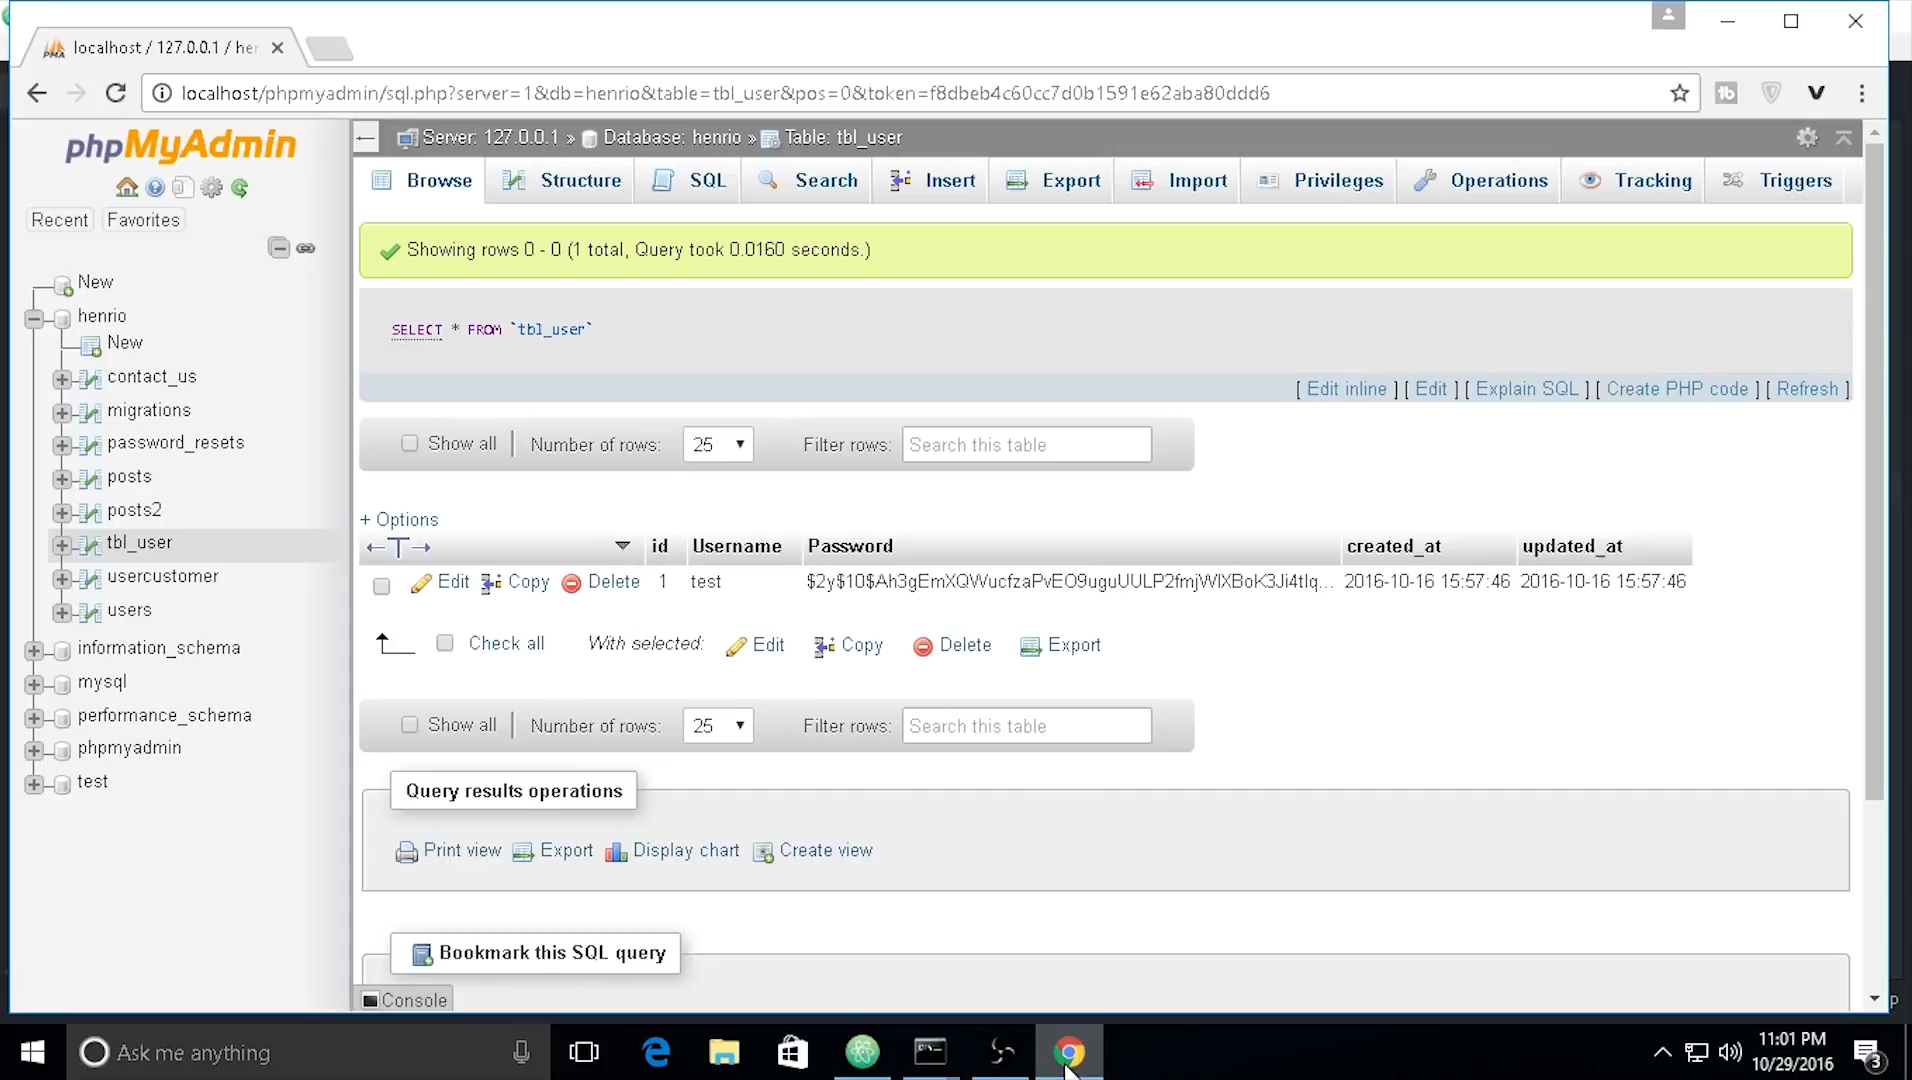 localhost / 127.0.0.1 / her
localhost/phpmyadmin/sql.php?server=1&db=henrio&table=tbl_user&pos=0&token=f8dbeb4c60cc7d0b1591e62aba80ddd6
phpMyAdmin
Recent Favorites
New
henrio
New
contact_us
migrations
password_resets
posts
posts2
tbl_user
usercustomer
users
information_schema
mysql
performance_schema
phpmyadmin
test
Server: 127.0.0.1 » Database: henrio » Table: tbl_user
Browse Structure SQL Search Insert Export Import Privileges Operations Tracking Triggers
Showing rows 0 - 0 (1 total, Query took 0.0160 seconds.)
SELECT * FROM `tbl_user`
[ Edit inline ] [ Edit ] [ Explain SQL ] [ Create PHP code ] [ Refresh ]
Show all Number of rows: 25 Filter rows: Search this table
+ Options
id Username Password created_at updated_at
Edit Copy Delete 1 test $2y$10$Ah3gEmXQWucfzaPvEO9uguUULP2fmjWlXBoK3Ji4tIq... 2016-10-16 15:57:46 2016-10-16 15:57:46
Check all With selected: Edit Copy Delete Export
Show all Number of rows: 25 Filter rows: Search this table
Query results operations
Print view Export Display chart Create view
Bookmark this SQL query
Console
Ask me anything
11:01 PM
10/29/2016
3